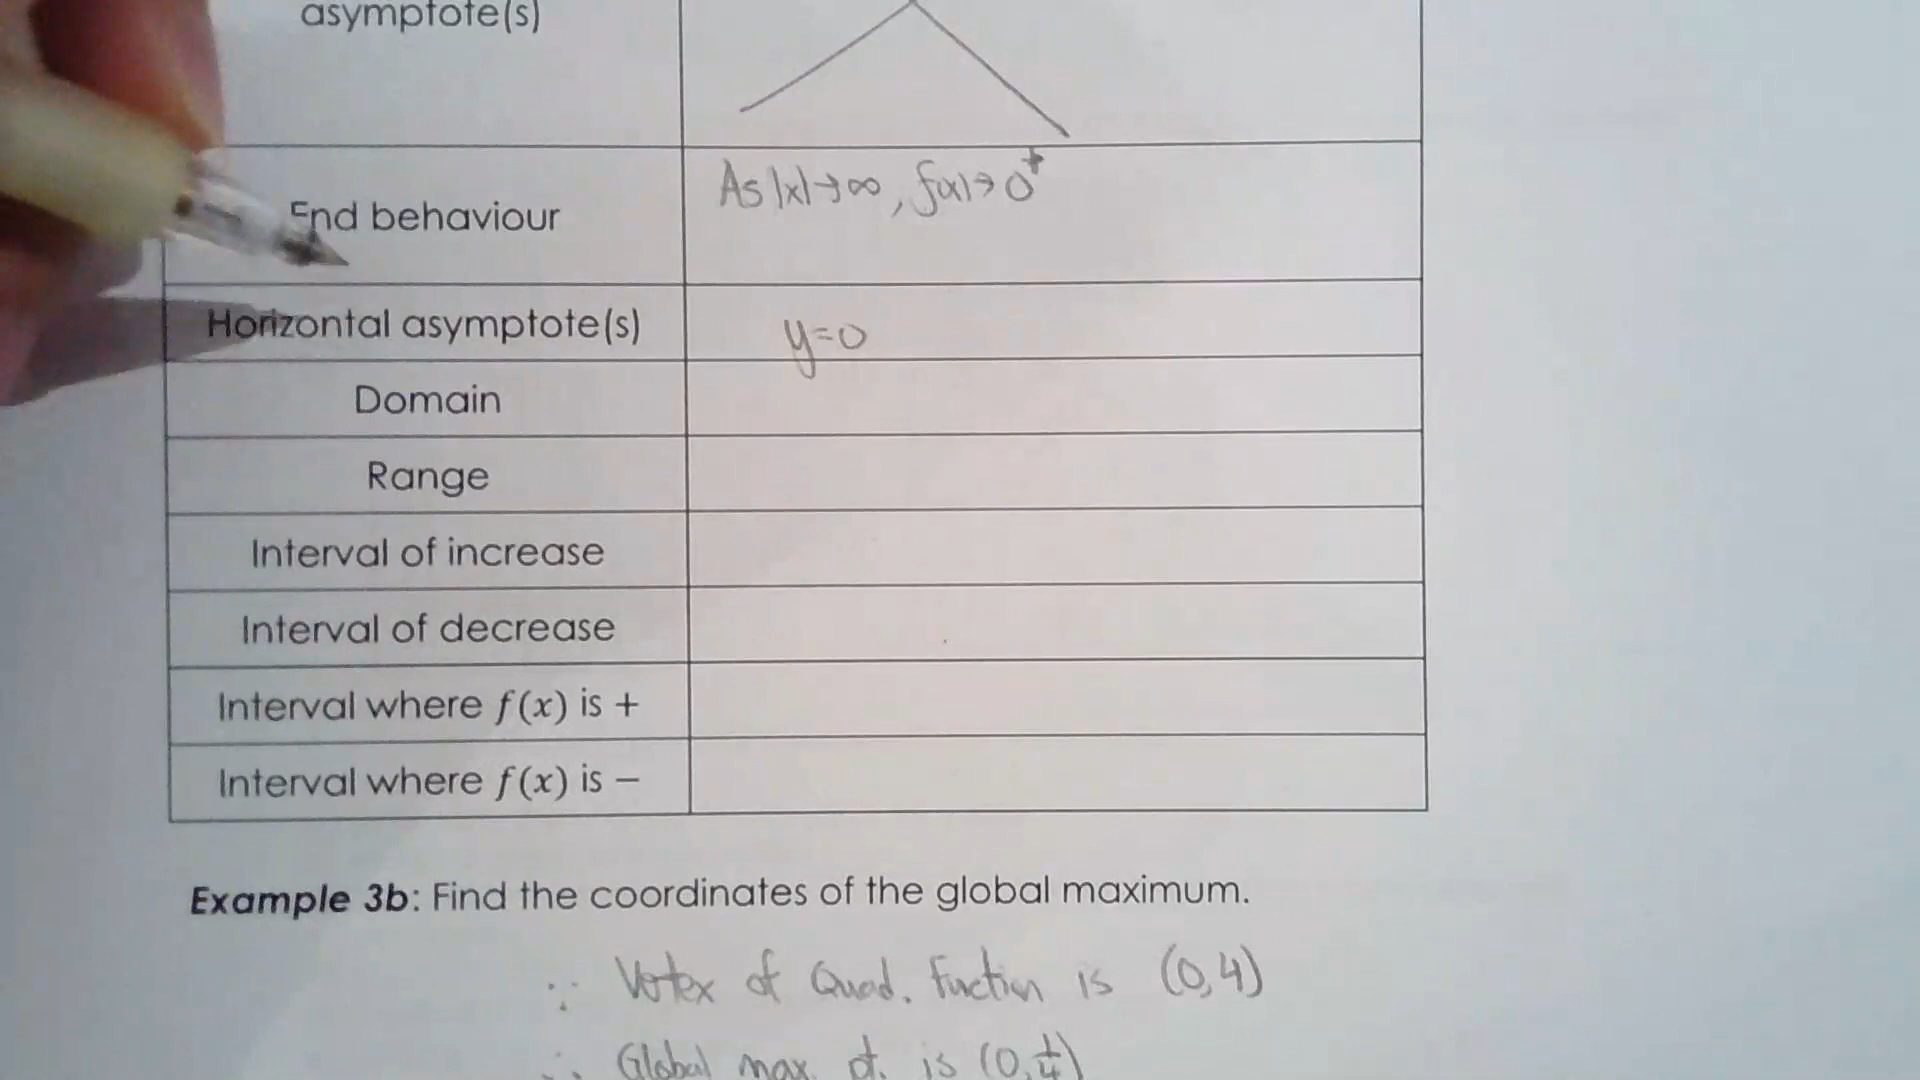 asymptote(s)
As |x|→∞, f(x)→0⁺
End behaviour
Horizontal asymptote(s)
y=0
Domain
Range
Interval of increase
Interval of decrease
Interval where f(x) is +
Interval where f(x) is −
Example 3b: Find the coordinates of the global maximum.
∵ Vertex of Quad. Function is (0,4)
∴ Global max. pt. is (0,1/4)